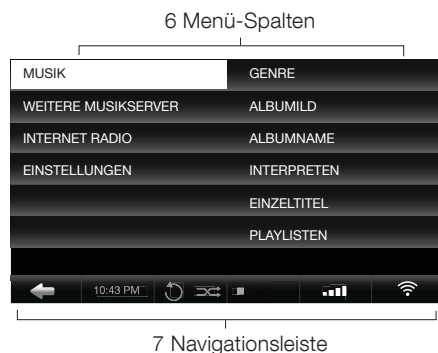 6 Menü-Spalten
MUSIK
WEITERE MUSIKSERVER
INTERNET RADIO
EINSTELLUNGEN
GENRE
ALBUMILD
ALBUMNAME
INTERPRETEN
EINZELTITEL
PLAYLISTEN
10:43 PM
7 Navigationsleiste